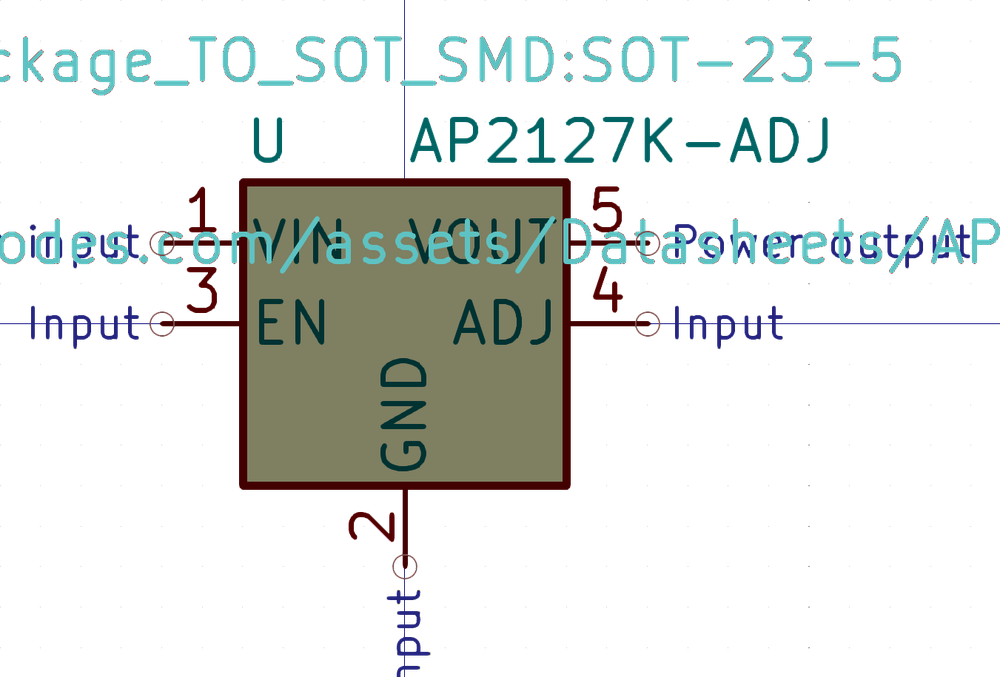 ckage_TO_SOT_SMD:SOT-23-5
U AP2127K-ADJ
1 5
input VIN VOUT Power output
odes.com/assets/Datasheets/AP
3 4
Input EN ADJ Input
GND
2
nput